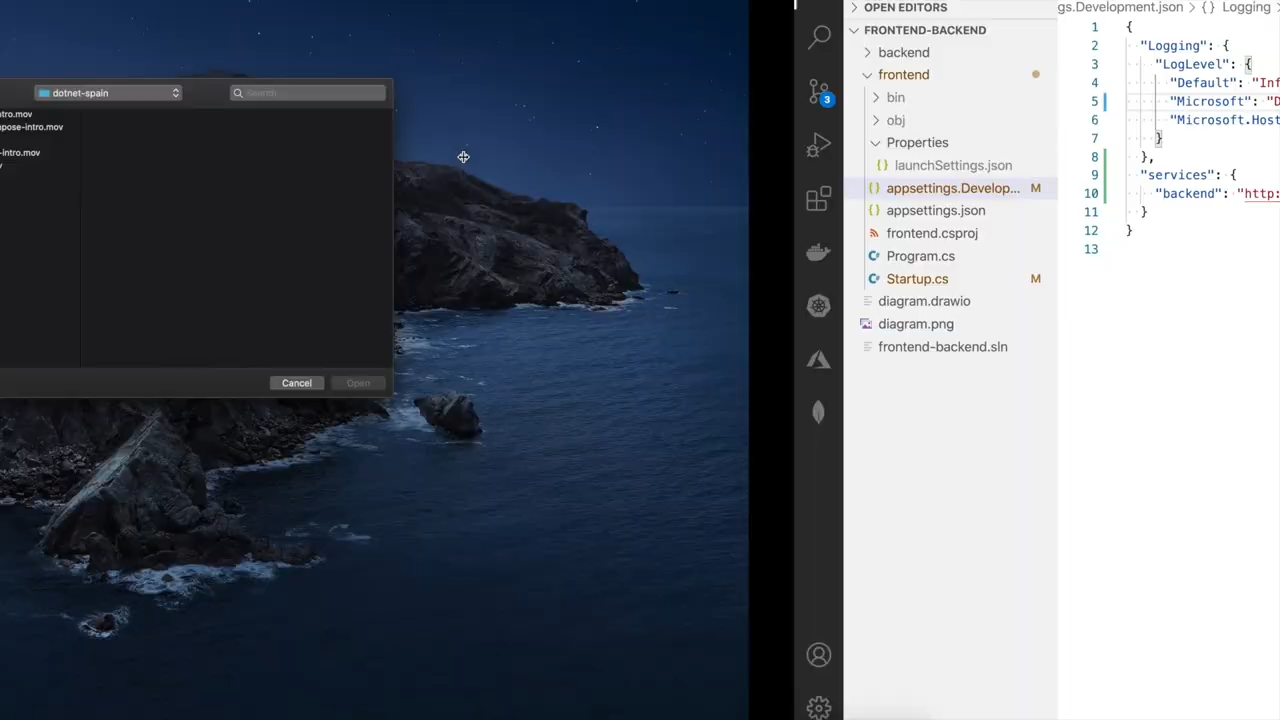 dotnet-spain
Search
ntro.mov
pose-intro.mov
-intro.mov
Cancel
Open
3
OPEN EDITORS
FRONTEND-BACKEND
backend
frontend
bin
obj
Properties
launchSettings.json
appsettings.Develop... M
appsettings.json
frontend.csproj
Program.cs
Startup.cs M
diagram.drawio
diagram.png
frontend-backend.sln
gs.Development.json > {} Logging >
1 {
2 "Logging": {
3 "LogLevel": {
4 "Default": "Inf
5 "Microsoft": "D
6 "Microsoft.Host
7 }
8 },
9 "services": {
10 "backend": "http:
11 }
12 }
13